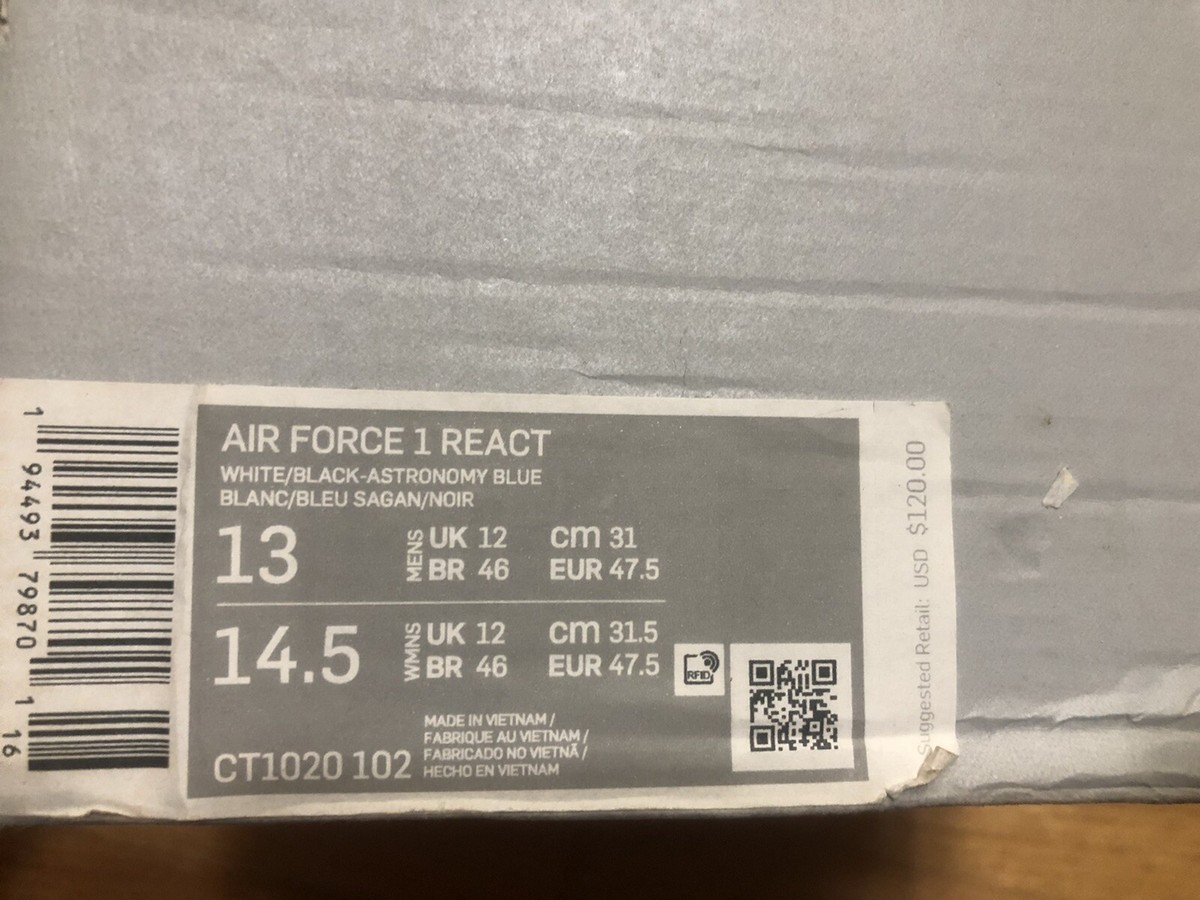 AIR FORCE 1 REACT
WHITE/BLACK-ASTRONOMY BLUE
BLANC/BLEU SAGAN/NOIR
13 MENS UK 12 CM 31
BR 46 EUR 47.5
14.5 WMNS UK 12 CM 31.5
BR 46 EUR 47.5
RFID
MADE IN VIETNAM /
FABRIQUE AU VIETNAM /
FABRICADO NO VIETNÃ /
HECHO EN VIETNAM
CT1020 102
1 94493 79870 1 16
Suggested Retail: USD $120.00